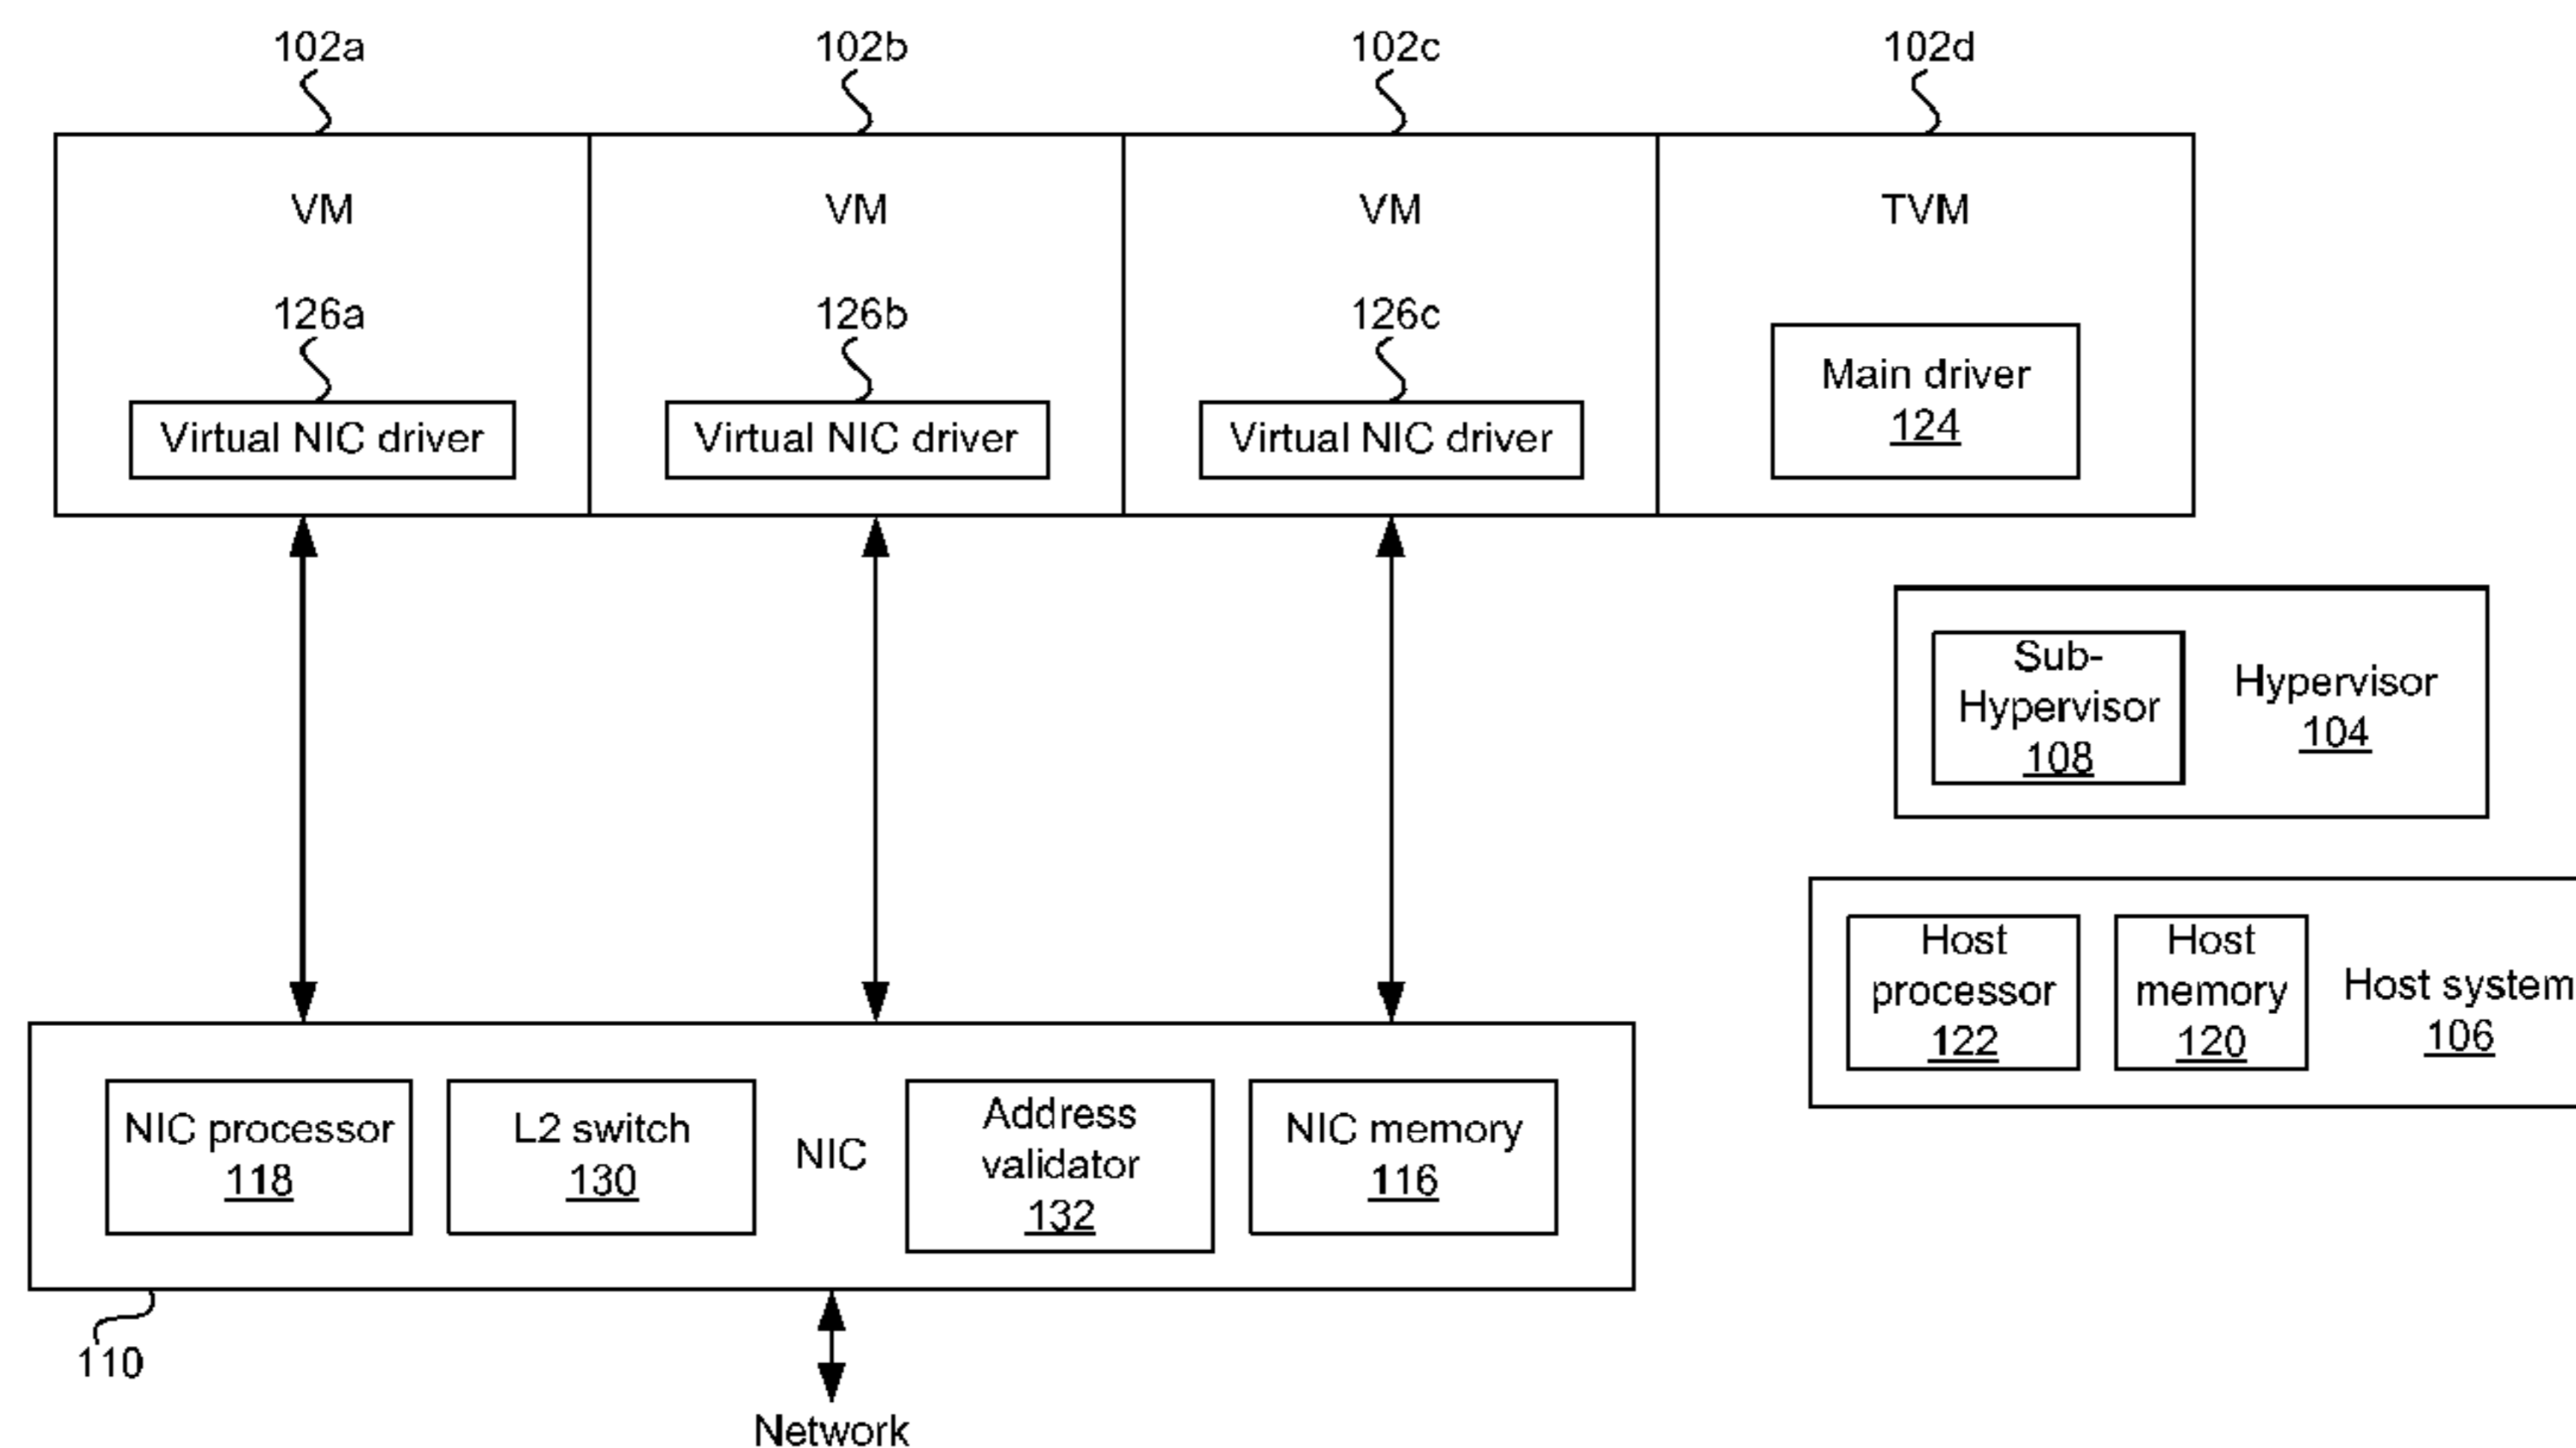 102a
102b
102c
102d
VM
VM
VM
TVM
126a
126b
126c
Virtual NIC driver
Virtual NIC driver
Virtual NIC driver
Main driver
124
Sub-
Hypervisor
108
Hypervisor
104
Host
processor
122
Host
memory
120
Host system
106
NIC processor
118
L2 switch
130
NIC
Address
validator
132
NIC memory
116
110
Network